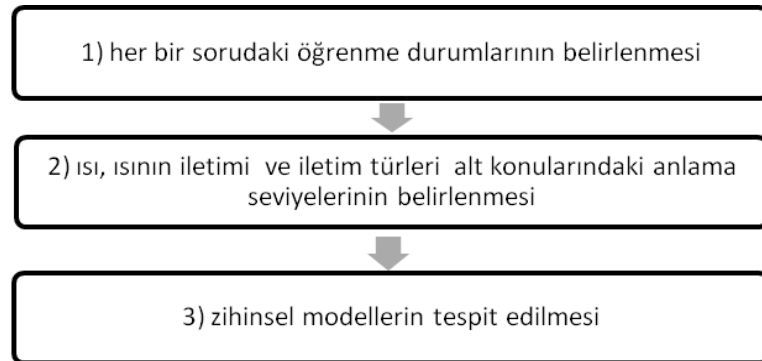 1) her bir sorudaki öğrenme durumlarının belirlenmesi
2) ısı, ısının iletimi ve iletim türleri alt konularındaki anlama
seviyelerinin belirlenmesi
3) zihinsel modellerin tespit edilmesi